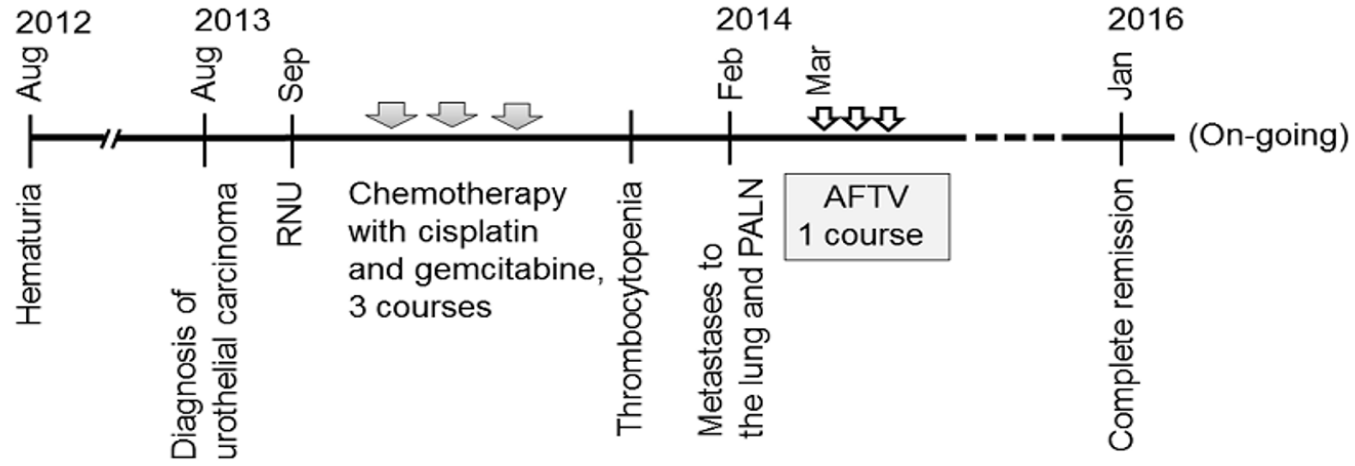 2012
2013
2014
2016
Aug
Aug
Sep
Feb
Mar
Jan
(On-going)
Hematuria
Diagnosis of
urothelial carcinoma
RNU
Chemotherapy
with cisplatin
and gemcitabine,
3 courses
Thrombocytopenia
Metastases to
the lung and PALN
AFTV
1 course
Complete remission